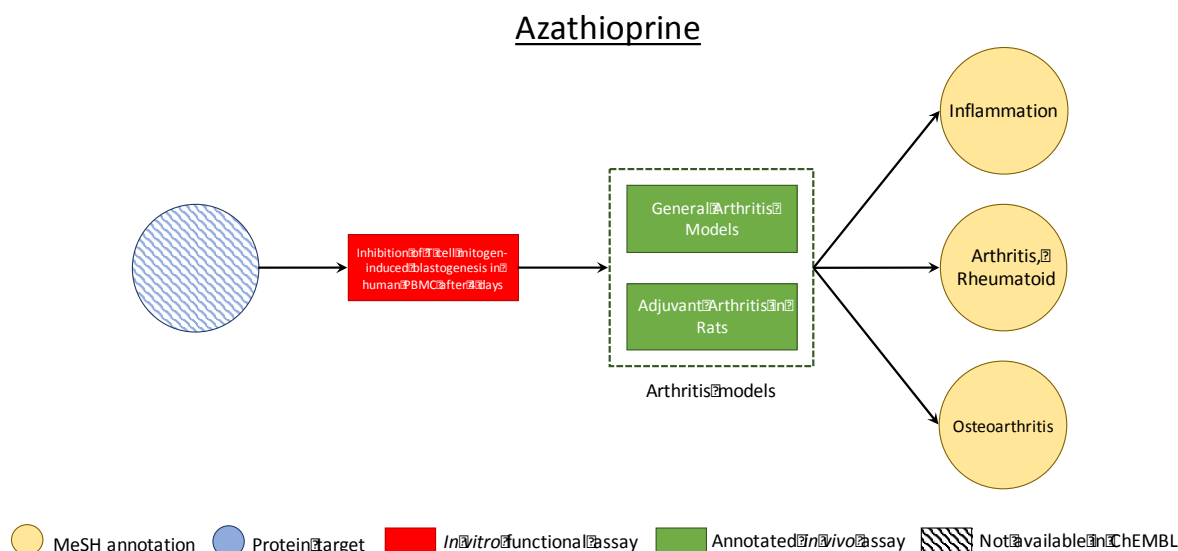 Azathioprine
Inflammation
General Arthritis
Models
Inhibition of T cell mitogen-
induced blastogenesis in
human PBMC after 4 days
Arthritis,
Rheumatoid
Adjuvant Arthritis in
Rats
Arthritis models
Osteoarthritis
MeSH annotation
Protein target
In vitro functional assay
Annotated in vivo assay
Not available in ChEMBL